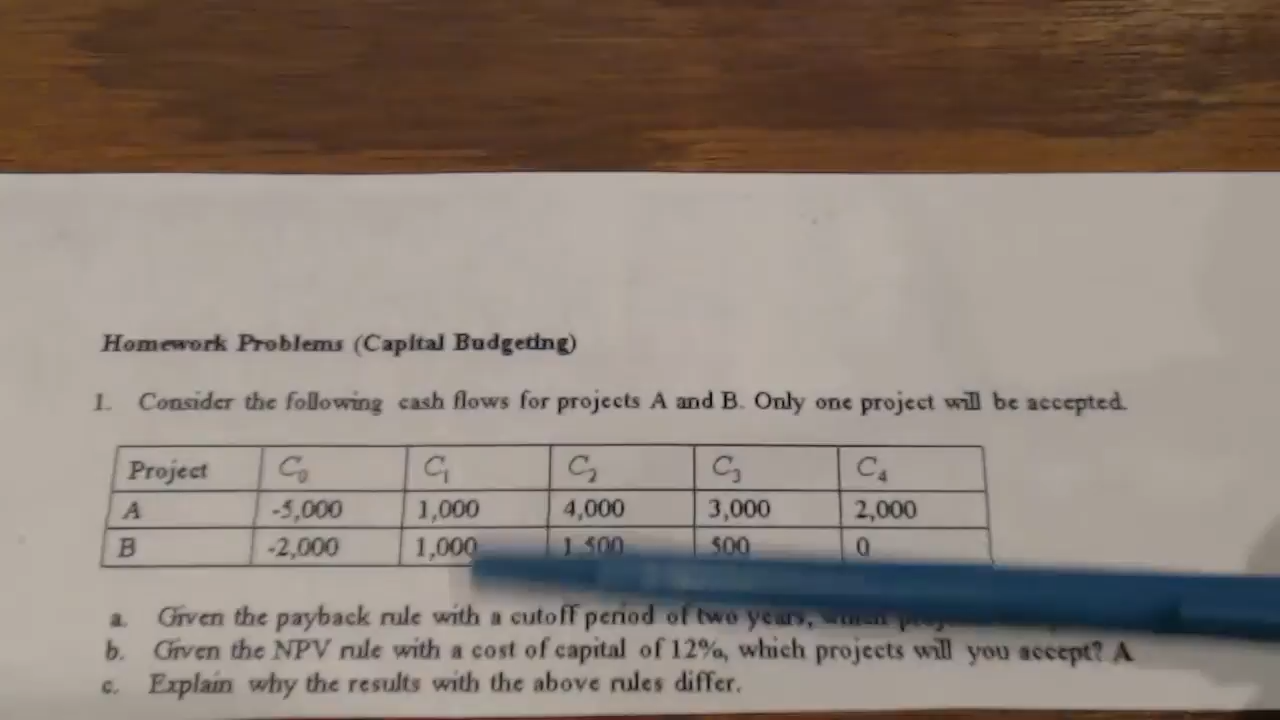 Homework Problems (Capital Budgeting)
1. Consider the following cash flows for projects A and B. Only one project will be accepted.
Project C0 C1 C2 C3 C4
A -5,000 1,000 4,000 3,000 2,000
B -2,000 1,000 1,500 500 0
a. Given the payback rule with a cutoff period of two years,
b. Given the NPV rule with a cost of capital of 12%, which projects will you accept? A
c. Explain why the results with the above rules differ.